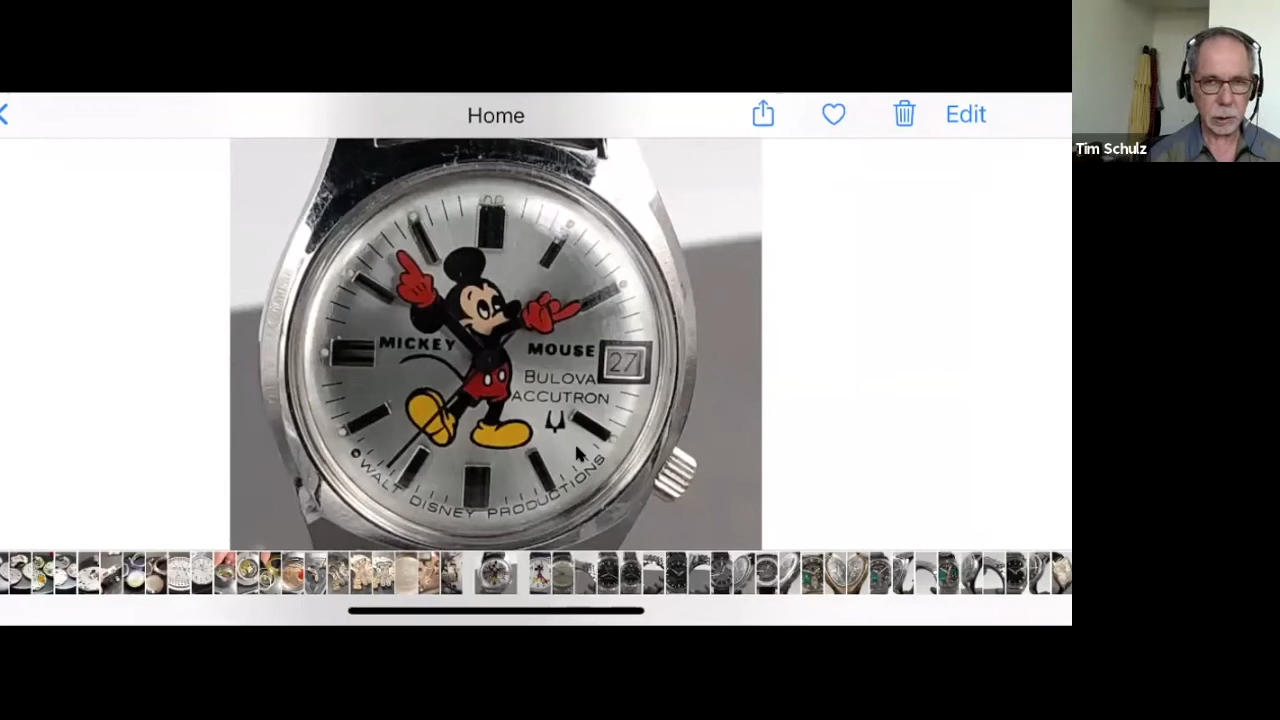 Home
Edit
Tim Schulz
MICKEY MOUSE
27
BULOVA
ACCUTRON
© WALT DISNEY PRODUCTIONS